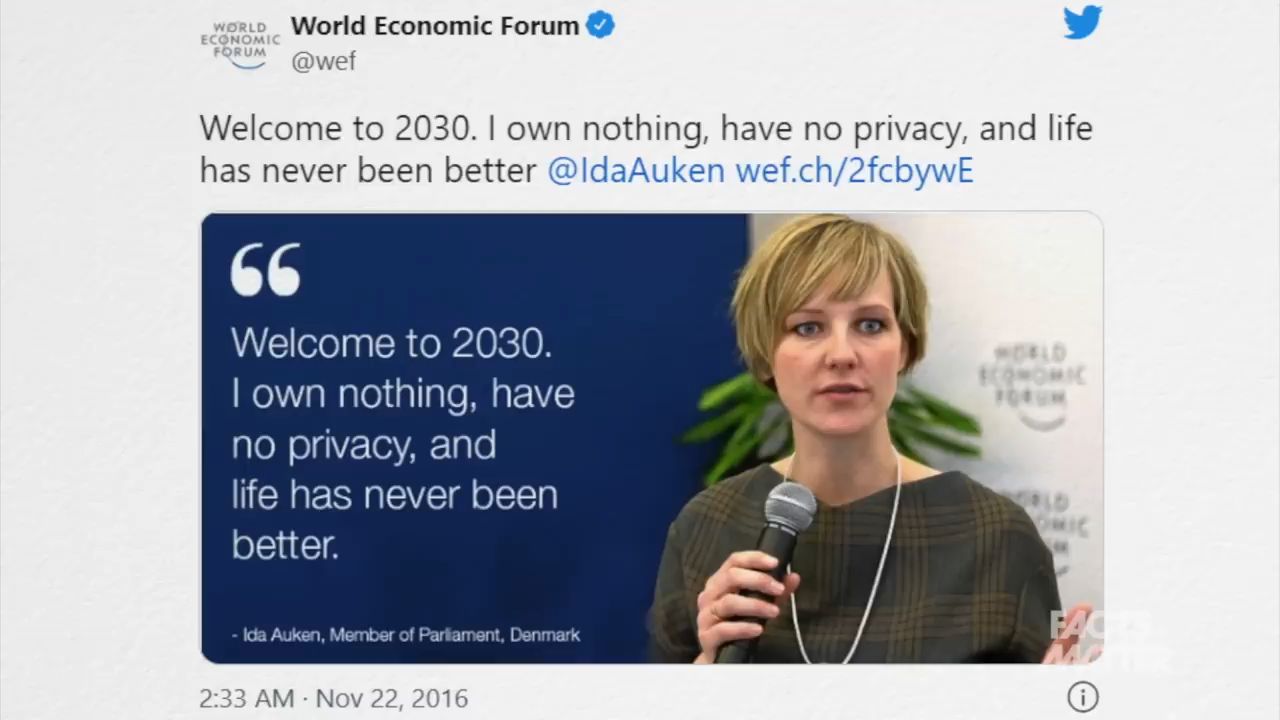 WORLD
ECONOMIC
FORUM
World Economic Forum
@wef
Welcome to 2030. I own nothing, have no privacy, and life
has never been better @IdaAuken wef.ch/2fcbywE
“
Welcome to 2030.
I own nothing, have
no privacy, and
life has never been
better.
- Ida Auken, Member of Parliament, Denmark
WORLD
ECONOMIC
FORUM
FACTS
MATTER
2:33 AM · Nov 22, 2016